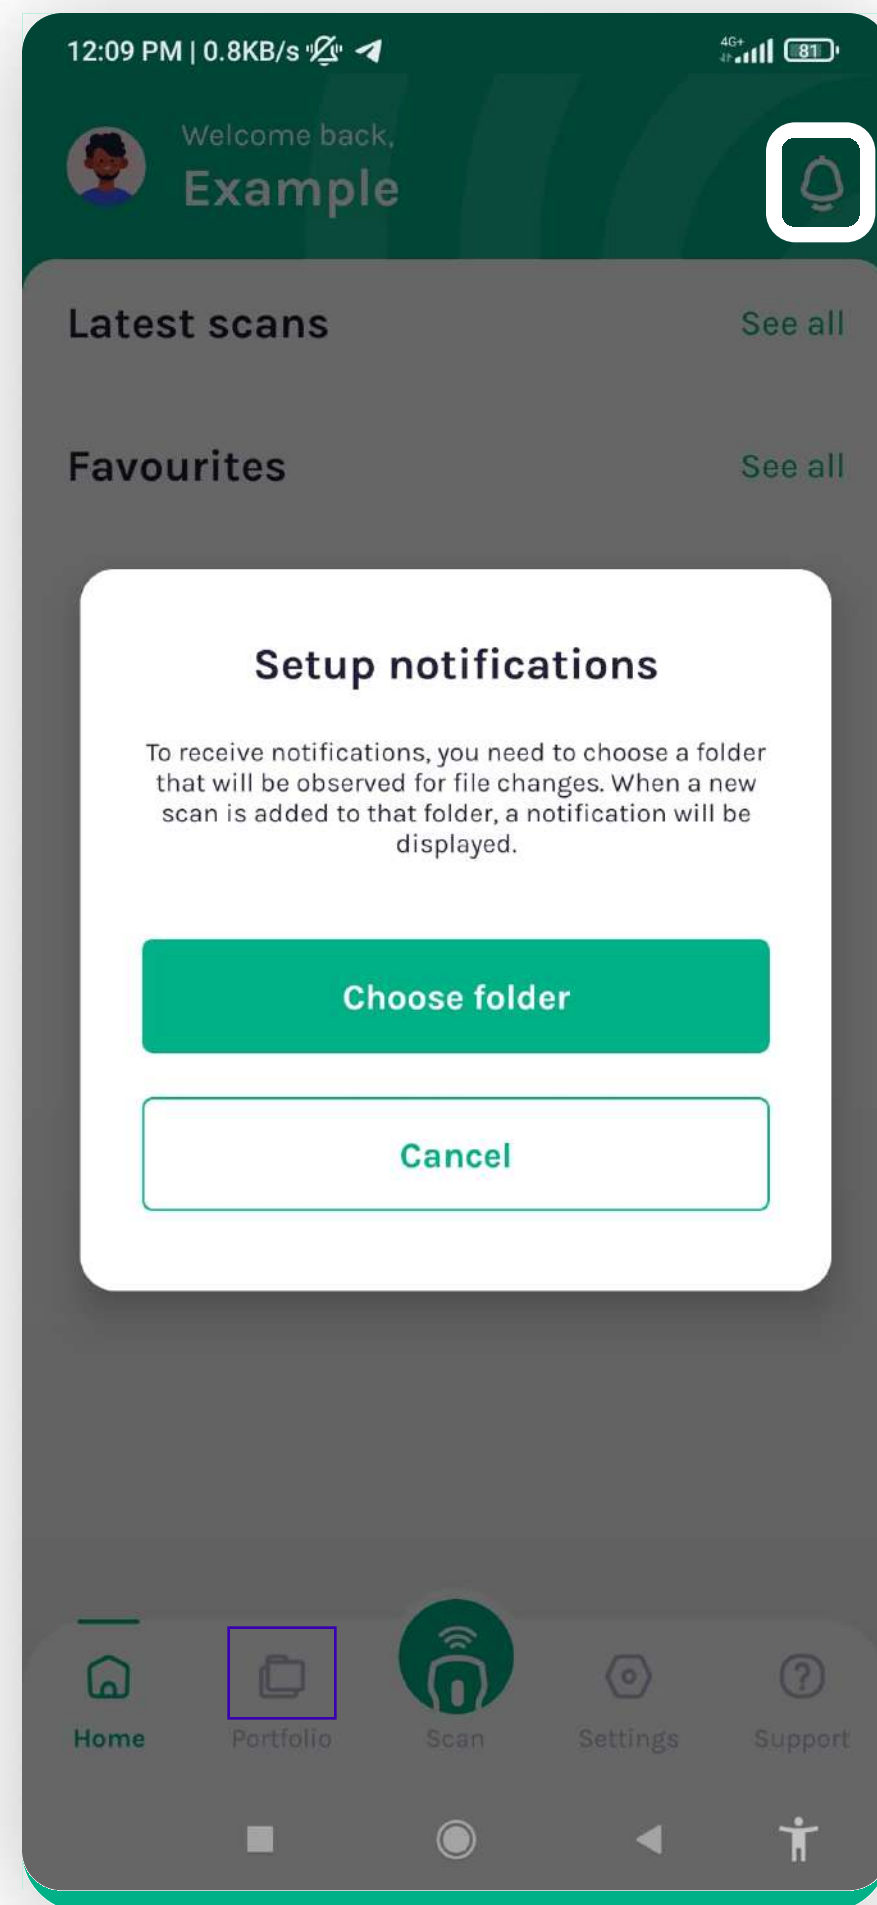 12:09 PM | 0.8KB/s
4G+
81
Welcome back,
Example
Latest scans
See all
Favourites
See all
Setup notifications
To receive notifications, you need to choose a folder
that will be observed for file changes. When a new
scan is added to that folder, a notification will be
displayed.
Choose folder
Cancel
Home
Portfolio
Scan
Settings
Support